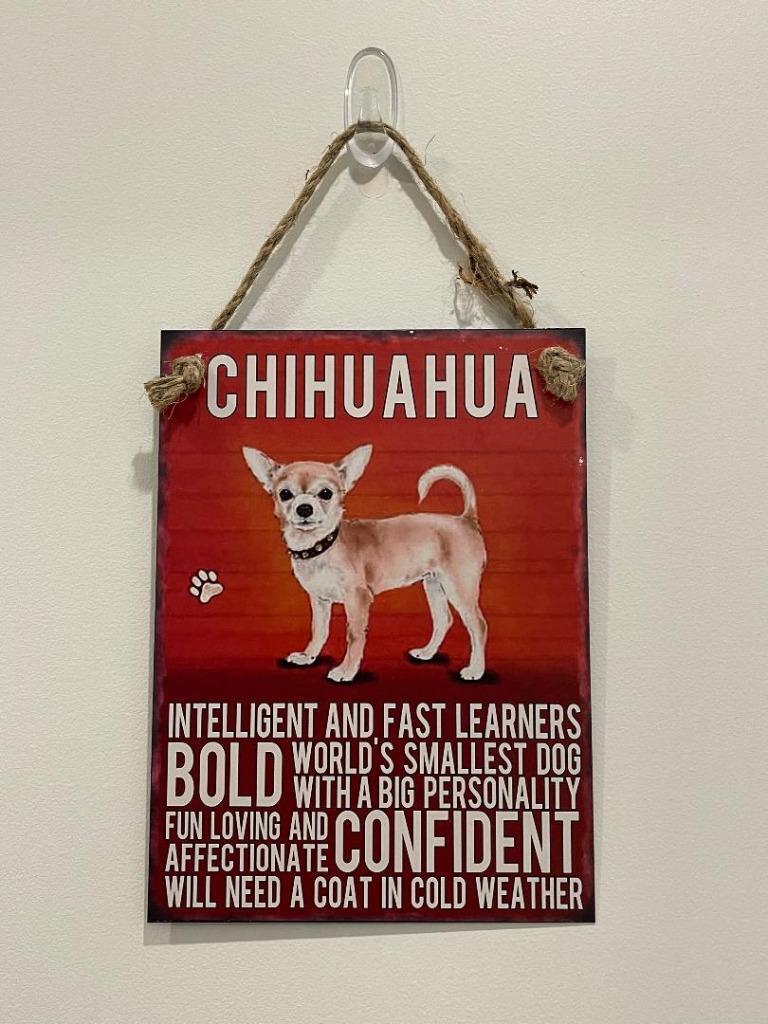 CHIHUAHUA
INTELLIGENT AND FAST LEARNERS
BOLD
WORLD'S SMALLEST DOG
WITH A BIG PERSONALITY
FUN LOVING AND
AFFECTIONATE
CONFIDENT
WILL NEED A COAT IN COLD WEATHER